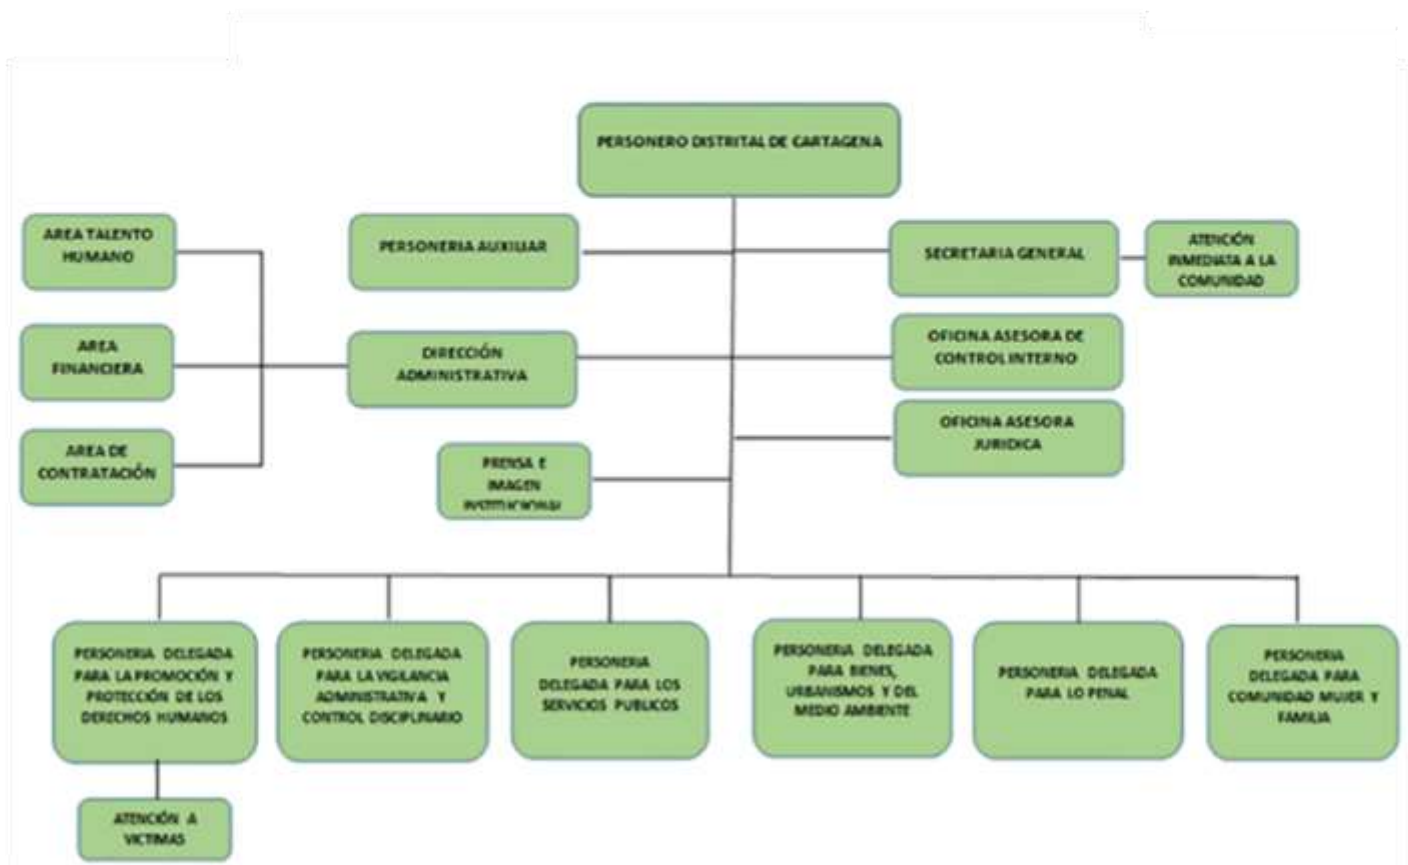 PERSONERO DISTRITAL DE CARTAGENA
AREA TALENTO
HUMANO
PERSONERIA AUXILIAR
SECRETARIA GENERAL
ATENCIÓN
INMEDIATA A LA
COMUNIDAD
AREA
FINANCIERA
DIRECCIÓN
ADMINISTRATIVA
OFICINA ASESORA DE
CONTROL INTERNO
AREA DE
CONTRATACIÓN
PRENSA E
IMAGEN
INSTITUCIONAL
OFICINA ASESORA
JURIDICA
PERSONERIA DELEGADA
PARA LA PROMOCIÓN Y
PROTECCIÓN DE LOS
DERECHOS HUMANOS
PERSONERIA DELEGADA
PARA LA VIGILANCIA
ADMINISTRATIVA Y
CONTROL DISCIPLINARIO
PERSONERIA
DELEGADA PARA LOS
SERVICIOS PUBLICOS
PERSONERIA DELEGADA
PARA BIENES,
URBANISMOS Y DEL
MEDIO AMBIENTE
PERSONERIA DELEGADA
PARA LO PENAL
PERSONERIA
DELEGADA PARA
COMUNIDAD MUJER Y
FAMILIA
ATENCIÓN A
VICTIMAS